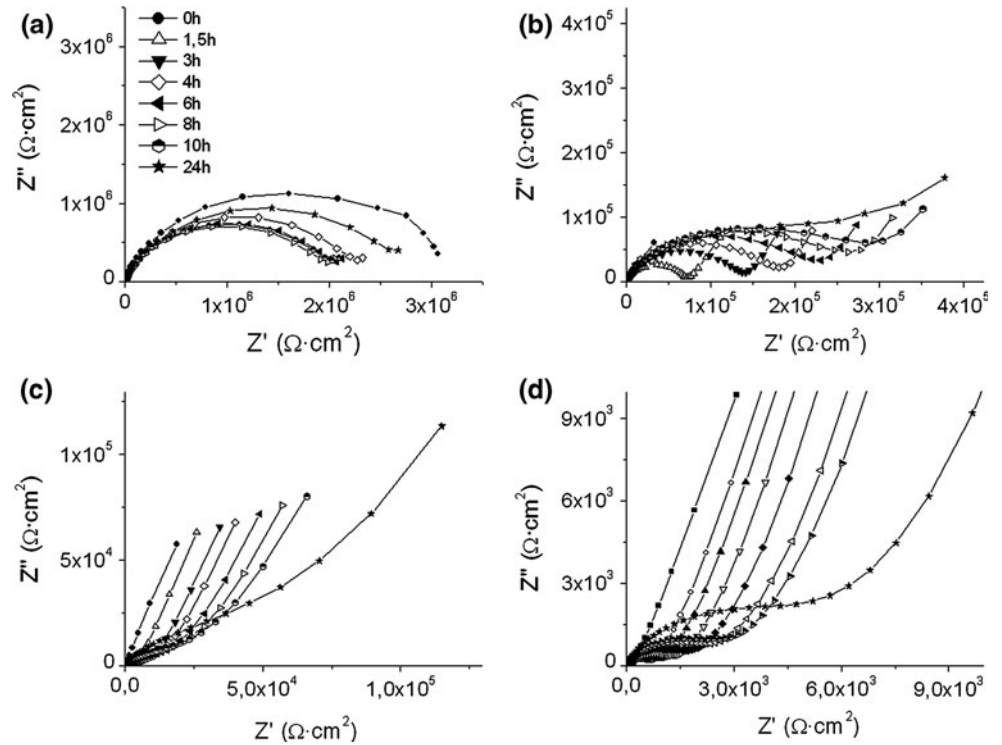 (a)
3x10⁶
2x10⁶
1x10⁶
0
Z'' (Ω·cm²)
0h
1,5h
3h
4h
6h
8h
10h
24h
0 1x10⁶ 2x10⁶ 3x10⁶
Z' (Ω·cm²)
(b)
4x10⁵
3x10⁵
2x10⁵
1x10⁵
0
Z'' (Ω·cm²)
0 1x10⁵ 2x10⁵ 3x10⁵ 4x10⁵
Z' (Ω·cm²)
(c)
1x10⁵
5x10⁴
0
Z'' (Ω·cm²)
0,0 5,0x10⁴ 1,0x10⁵
Z' (Ω·cm²)
(d)
9x10³
6x10³
3x10³
0
Z'' (Ω·cm²)
0,0 3,0x10³ 6,0x10³ 9,0x10³
Z' (Ω·cm²)